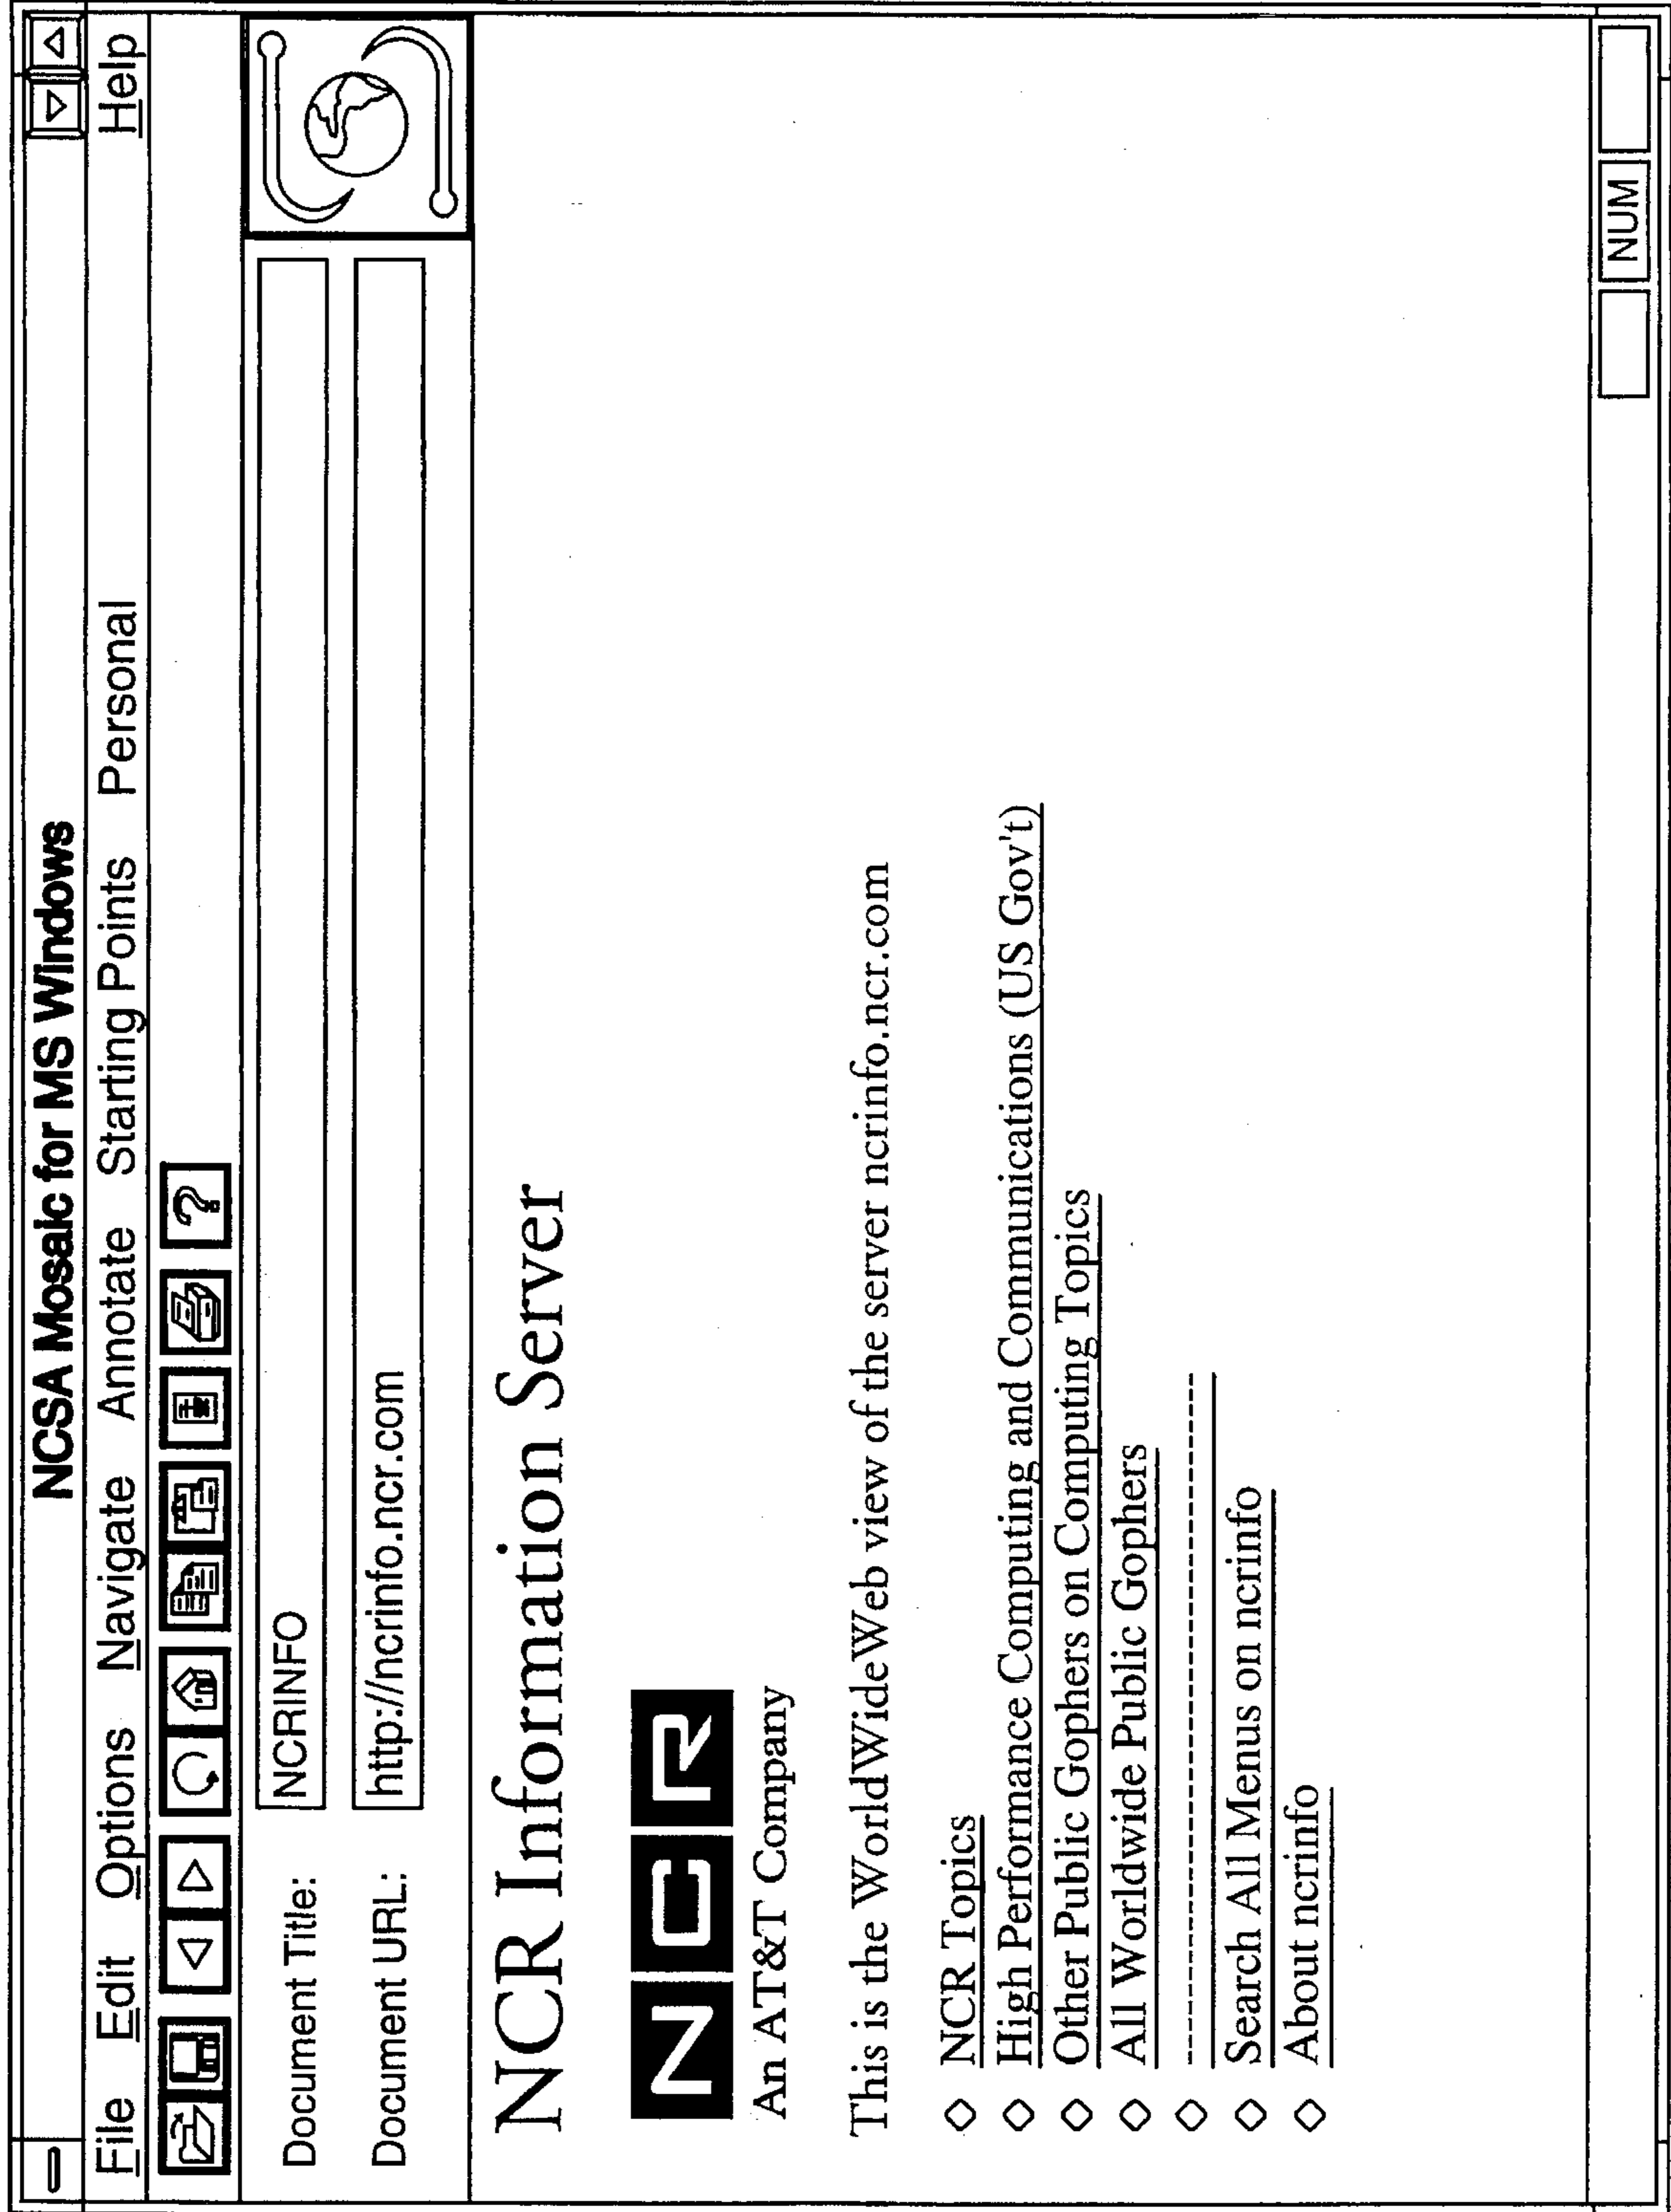 NCSA Mosaic for MS Windows
File Edit Options Navigate Annotate Starting Points Personal Help
?
Document Title: NCRINFO
Document URL: http://ncrinfo.ncr.com
NCR Information Server
NCR
An AT&T Company
This is the WorldWideWeb view of the server ncrinfo.ncr.com
◇ NCR Topics
◇ High Performance Computing and Communications (US Gov't)
◇ Other Public Gophers on Computing Topics
◇ All Worldwide Public Gophers
◇ --------------------------------
◇ Search All Menus on ncrinfo
◇ About ncrinfo
NUM